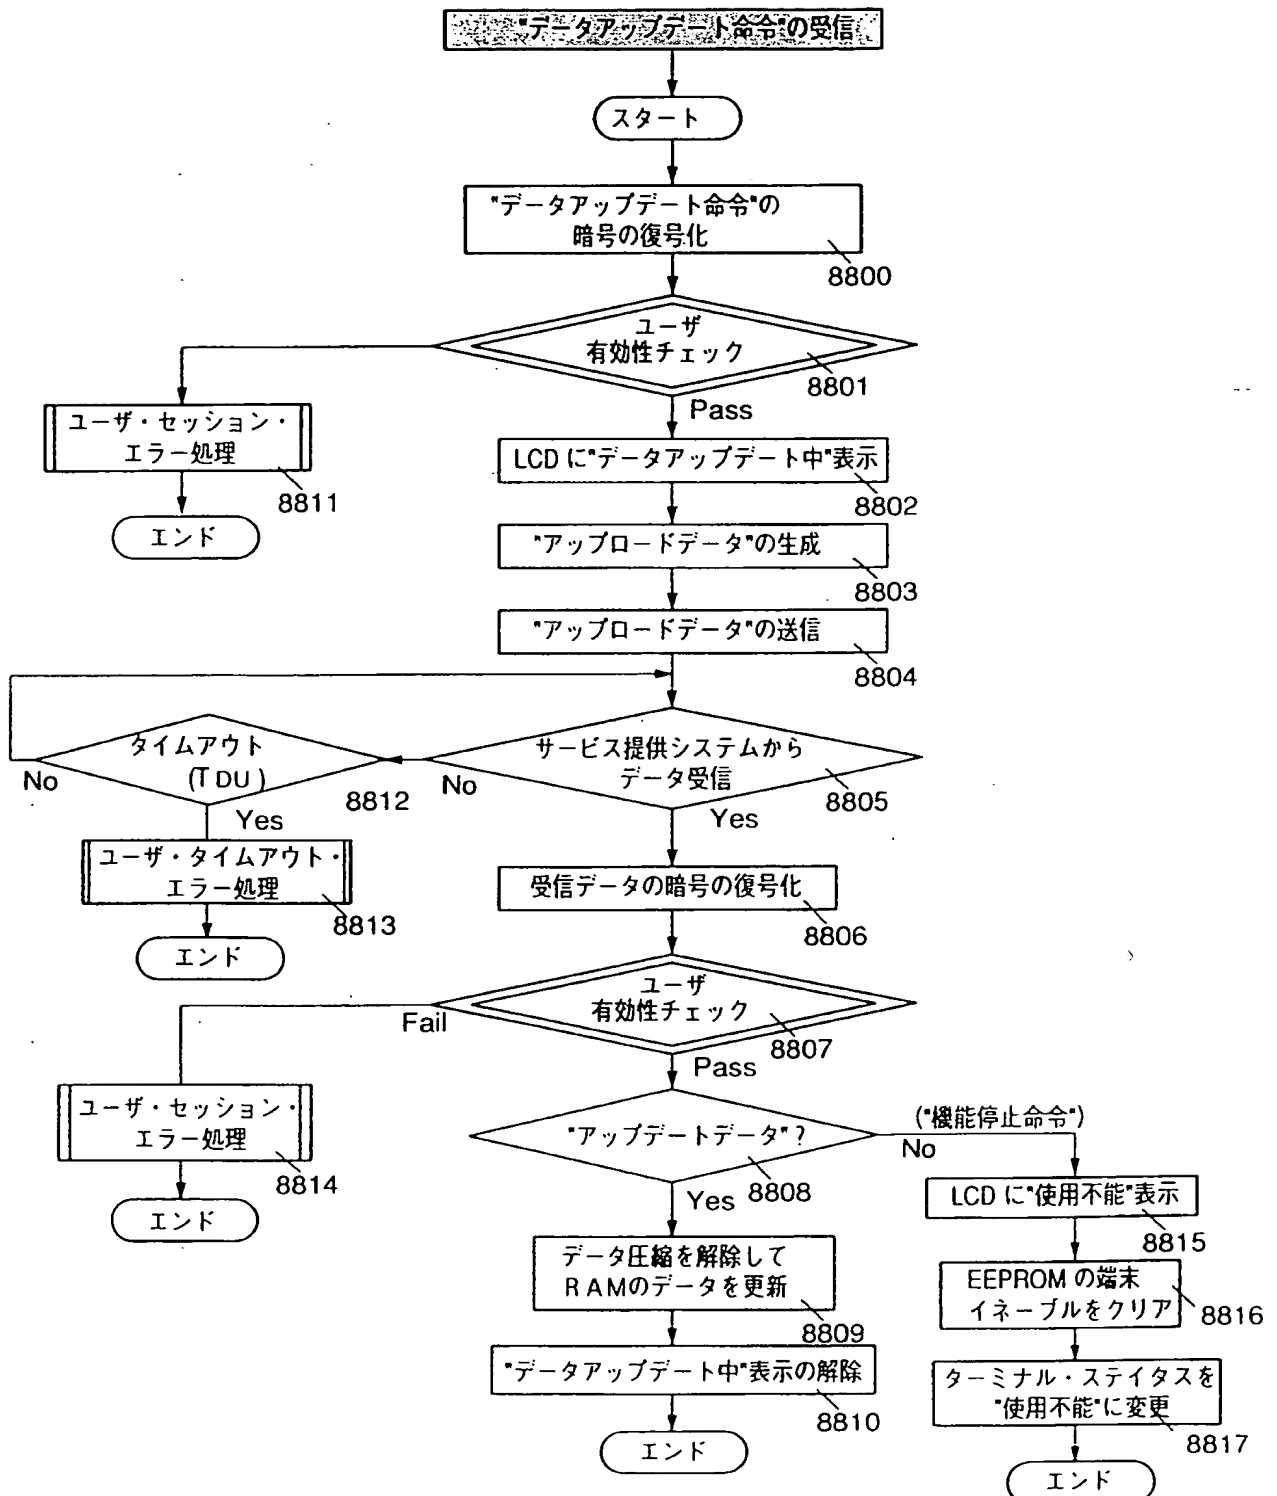 "データアップデート命令"の受信
スタート
"データアップデート命令"の
暗号の復号化
8800
ユーザ
有効性チェック
8801
Pass
ユーザ・セッション・
エラー処理
8811
エンド
LCDに"データアップデート中"表示
8802
"アップロードデータ"の生成
8803
"アップロードデータ"の送信
8804
サービス提供システムから
データ受信
8805
No
Yes
タイムアウト
(TDU)
8812
No
Yes
ユーザ・タイムアウト・
エラー処理
8813
エンド
受信データの暗号の復号化
8806
ユーザ
有効性チェック
8807
Fail
Pass
ユーザ・セッション・
エラー処理
8814
エンド
"アップデートデータ"?
8808
("機能停止命令")
No
Yes
LCDに"使用不能"表示
8815
データ圧縮を解除して
RAMのデータを更新
8809
EEPROMの端末
イネーブルをクリア
8816
"データアップデート中"表示の解除
8810
ターミナル・ステイタスを
"使用不能"に変更
8817
エンド
エンド